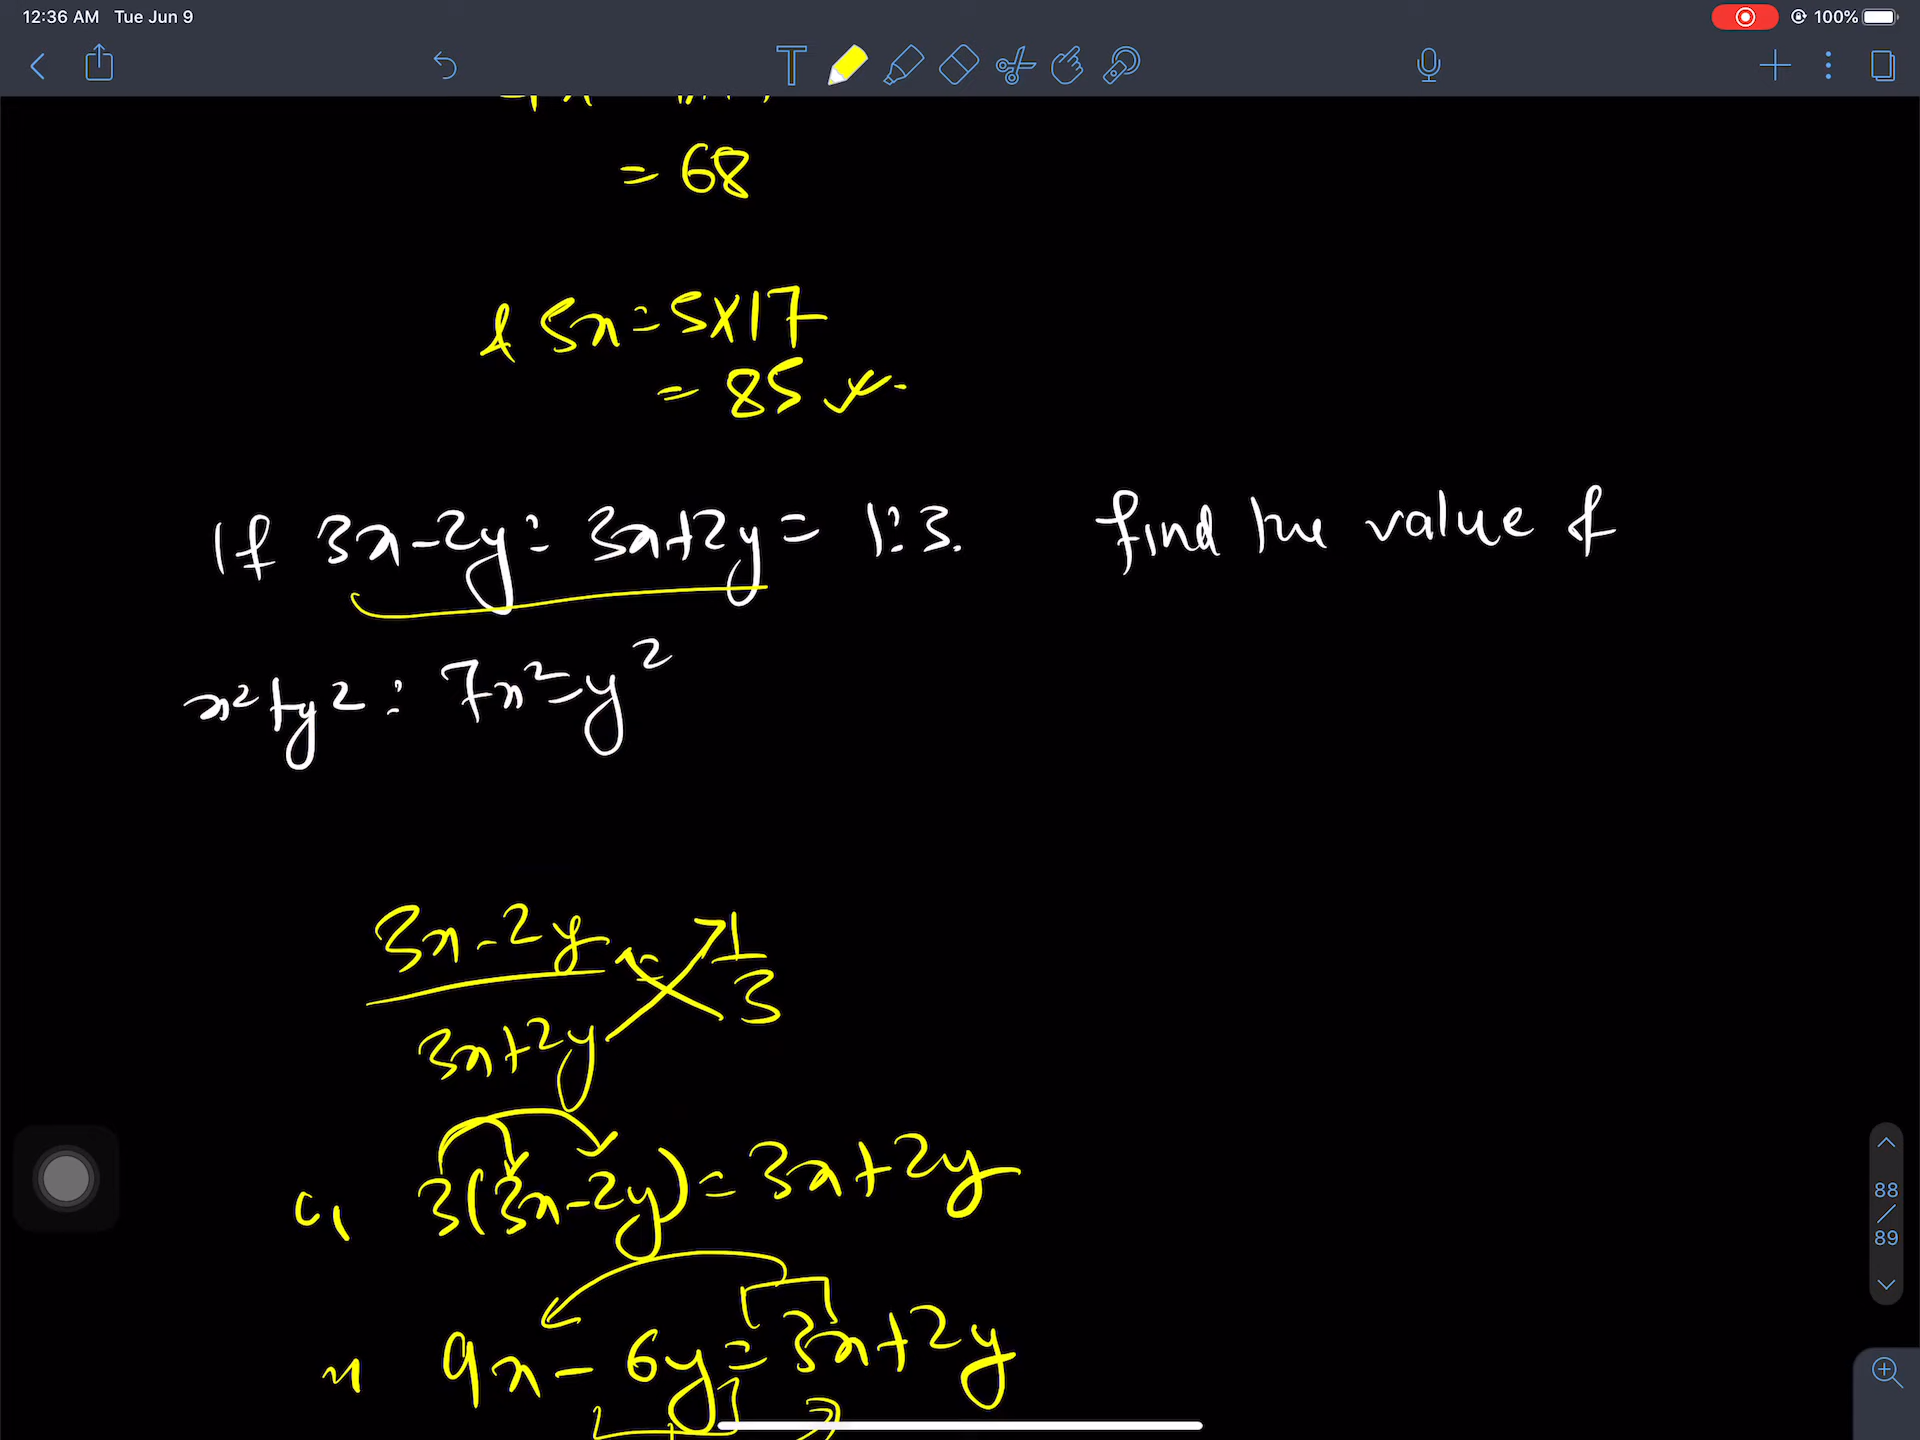 12:36 AM Tue Jun 9
100%
T
= 68
& 5x = 5×17
= 85
If 3x-2y : 3x+2y = 1:3. find the value of
x²+y² : 7x²-y²
3x-2y / 3x+2y = 1/3
3(3x-2y) = 3x+2y
9x - 6y = 3x+2y
88
/
89